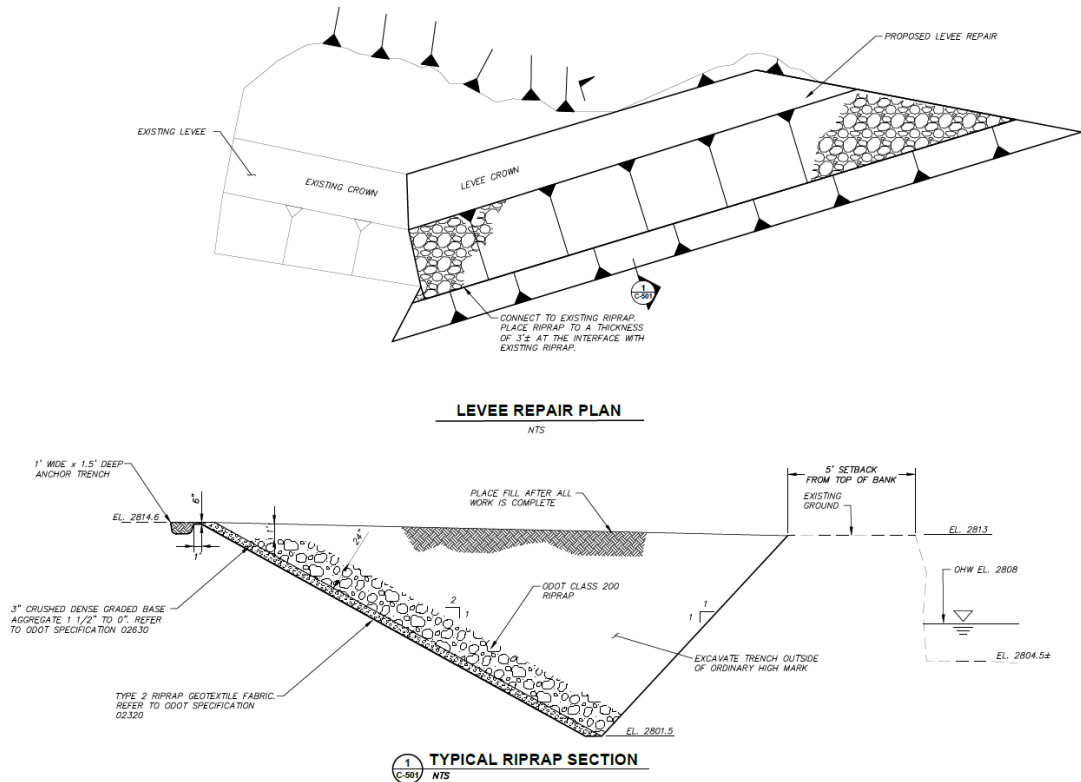 PROPOSED LEVEE REPAIR
EXISTING LEVEE
EXISTING CROWN
LEVEE CROWN
1
C-501
CONNECT TO EXISTING RIPRAP.
PLACE RIPRAP TO A THICKNESS
OF 3'± AT THE INTERFACE WITH
EXISTING RIPRAP.
LEVEE REPAIR PLAN
NTS
1' WIDE x 1.5' DEEP
ANCHOR TRENCH
6"
EL. 2814.6
1'
1'
24"
PLACE FILL AFTER ALL
WORK IS COMPLETE
5' SETBACK
FROM TOP OF BANK
EXISTING
GROUND
EL. 2813
OHW EL. 2808
EL. 2804.5±
ODOT CLASS 200
RIPRAP
2
1
1
1
3" CRUSHED DENSE GRADED BASE
AGGREGATE 1 1/2" TO 0". REFER
TO ODOT SPECIFICATION 02630
EXCAVATE TRENCH OUTSIDE
OF ORDINARY HIGH MARK
TYPE 2 RIPRAP GEOTEXTILE FABRIC.
REFER TO ODOT SPECIFICATION
02320
EL. 2801.5
1
C-501
TYPICAL RIPRAP SECTION
NTS